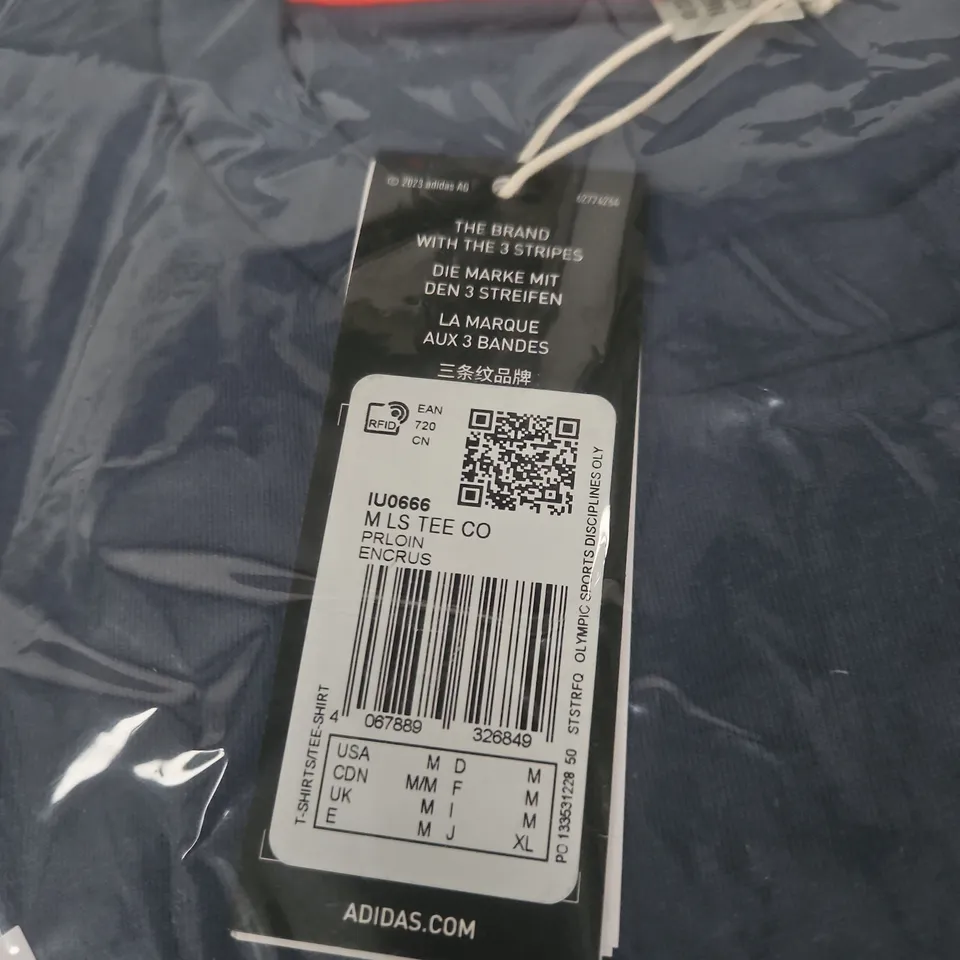 © 2023 adidas AG
62774256
THE BRAND
WITH THE 3 STRIPES
DIE MARKE MIT
DEN 3 STREIFEN
LA MARQUE
AUX 3 BANDES
三条纹品牌
RFID
EAN
720
CN
IU0666
M LS TEE CO
PRLOIN
ENCRUS
4 067889 326849
T-SHIRTS/TEE-SHIRT
USA M D M
CDN M/M F M
UK M I M
E M J XL
PO 133531228 50 STSTRFQ OLYMPIC SPORTS DISCIPLINES OLY
ADIDAS.COM